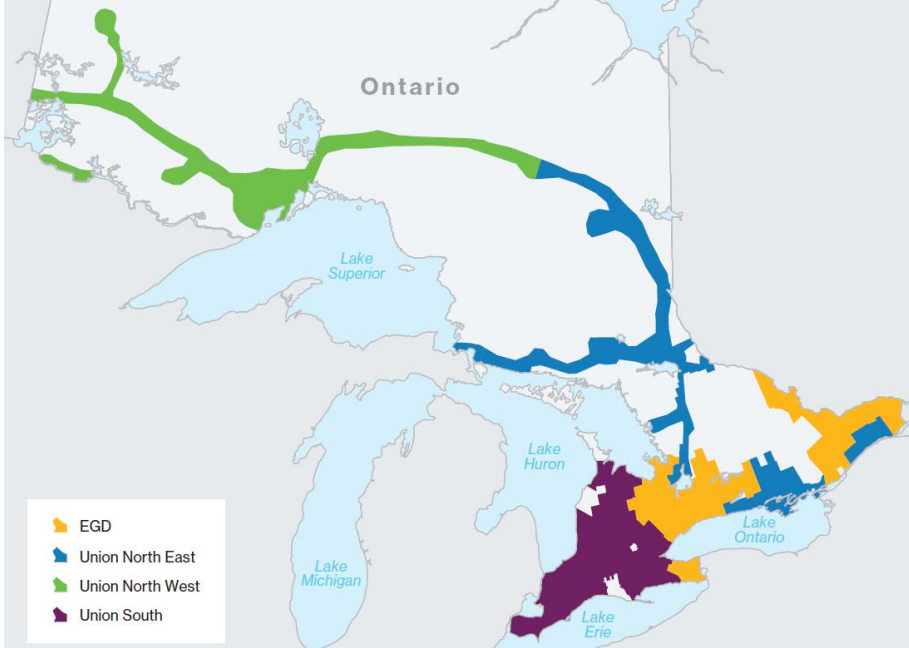 Ontario
Lake
Superior
Lake
Huron
Lake
Michigan
Lake
Ontario
Lake
Erie
EGD
Union North East
Union North West
Union South